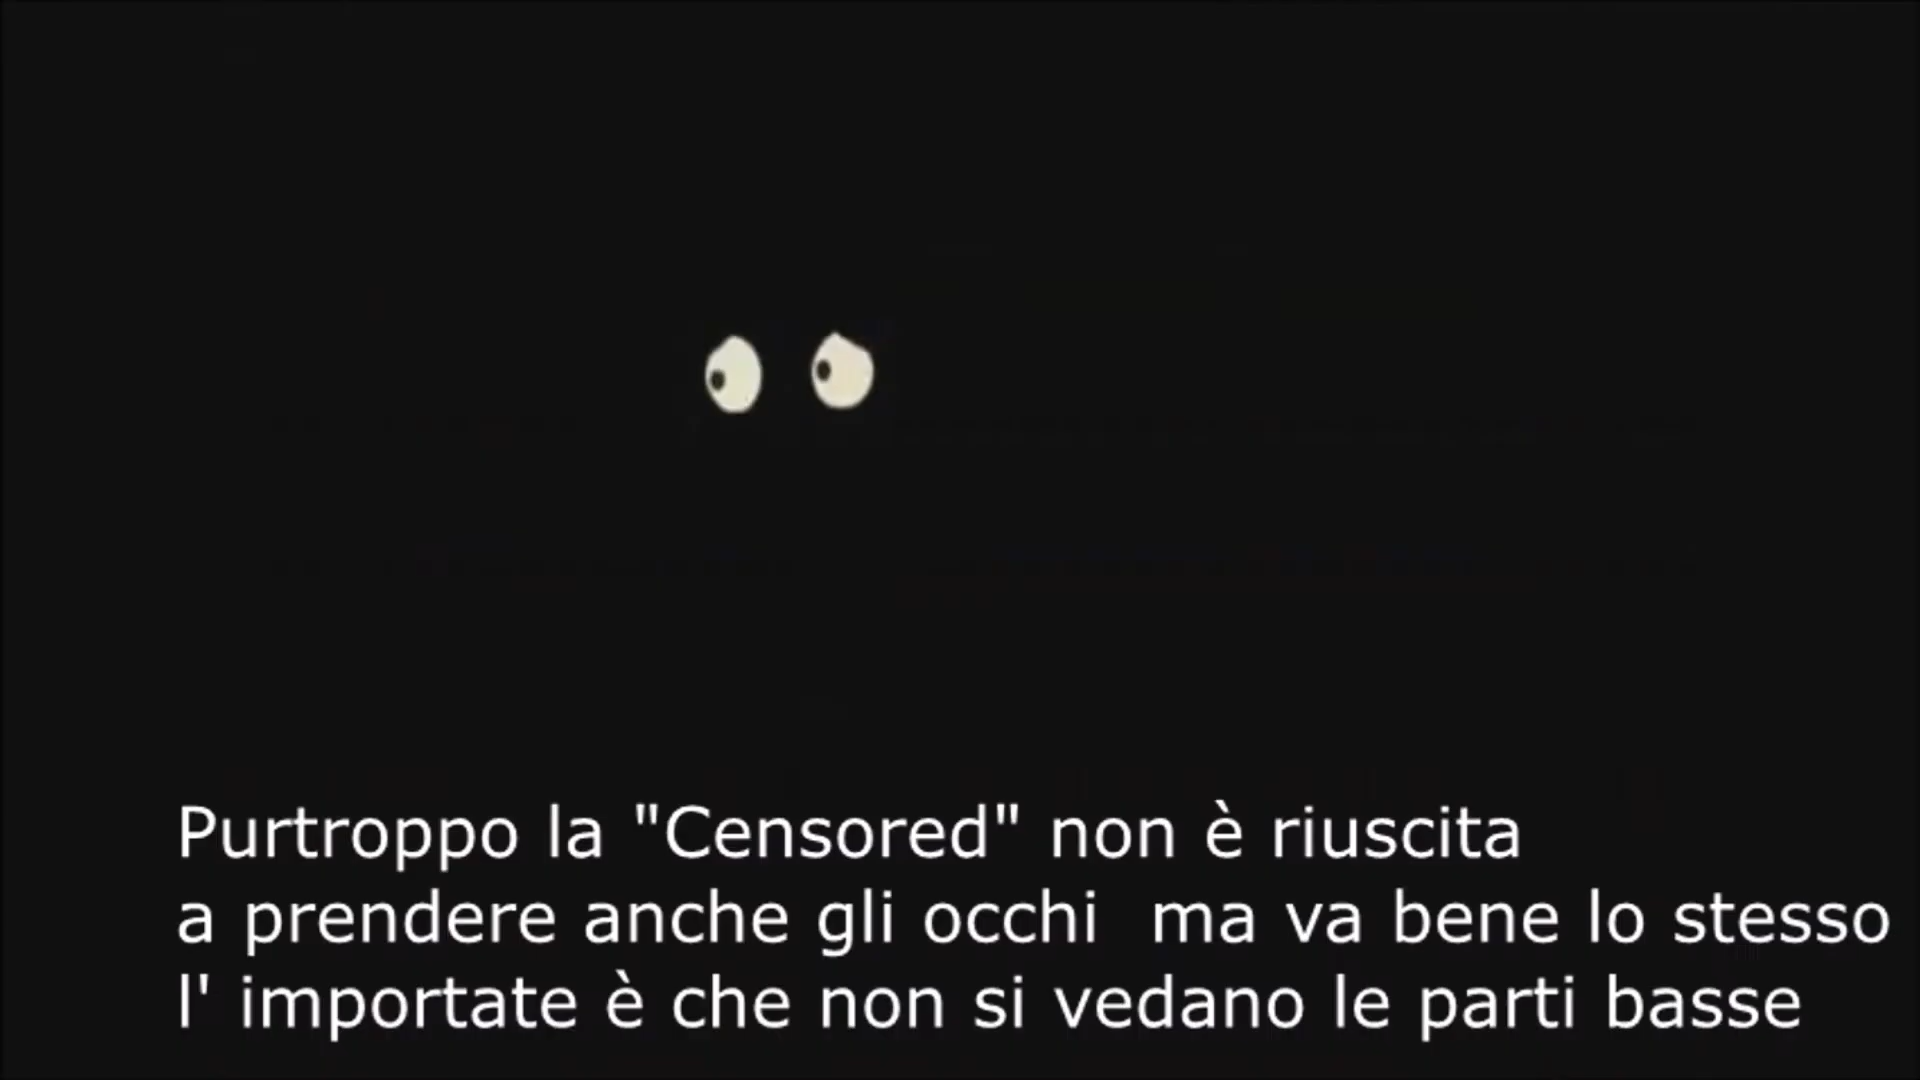 Purtroppo la "Censored" non è riuscita
a prendere anche gli occhi  ma va bene lo stesso
l' importate è che non si vedano le parti basse